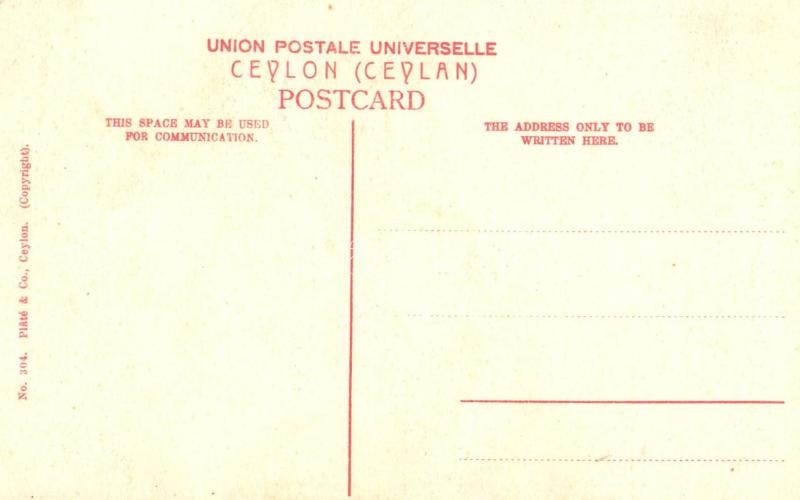 UNION POSTALE UNIVERSELLE
CEYLON (CEYLAN)
POSTCARD
THIS SPACE MAY BE USED
FOR COMMUNICATION.
THE ADDRESS ONLY TO BE
WRITTEN HERE.
No. 304. Plâté & Co., Ceylon. (Copyright).